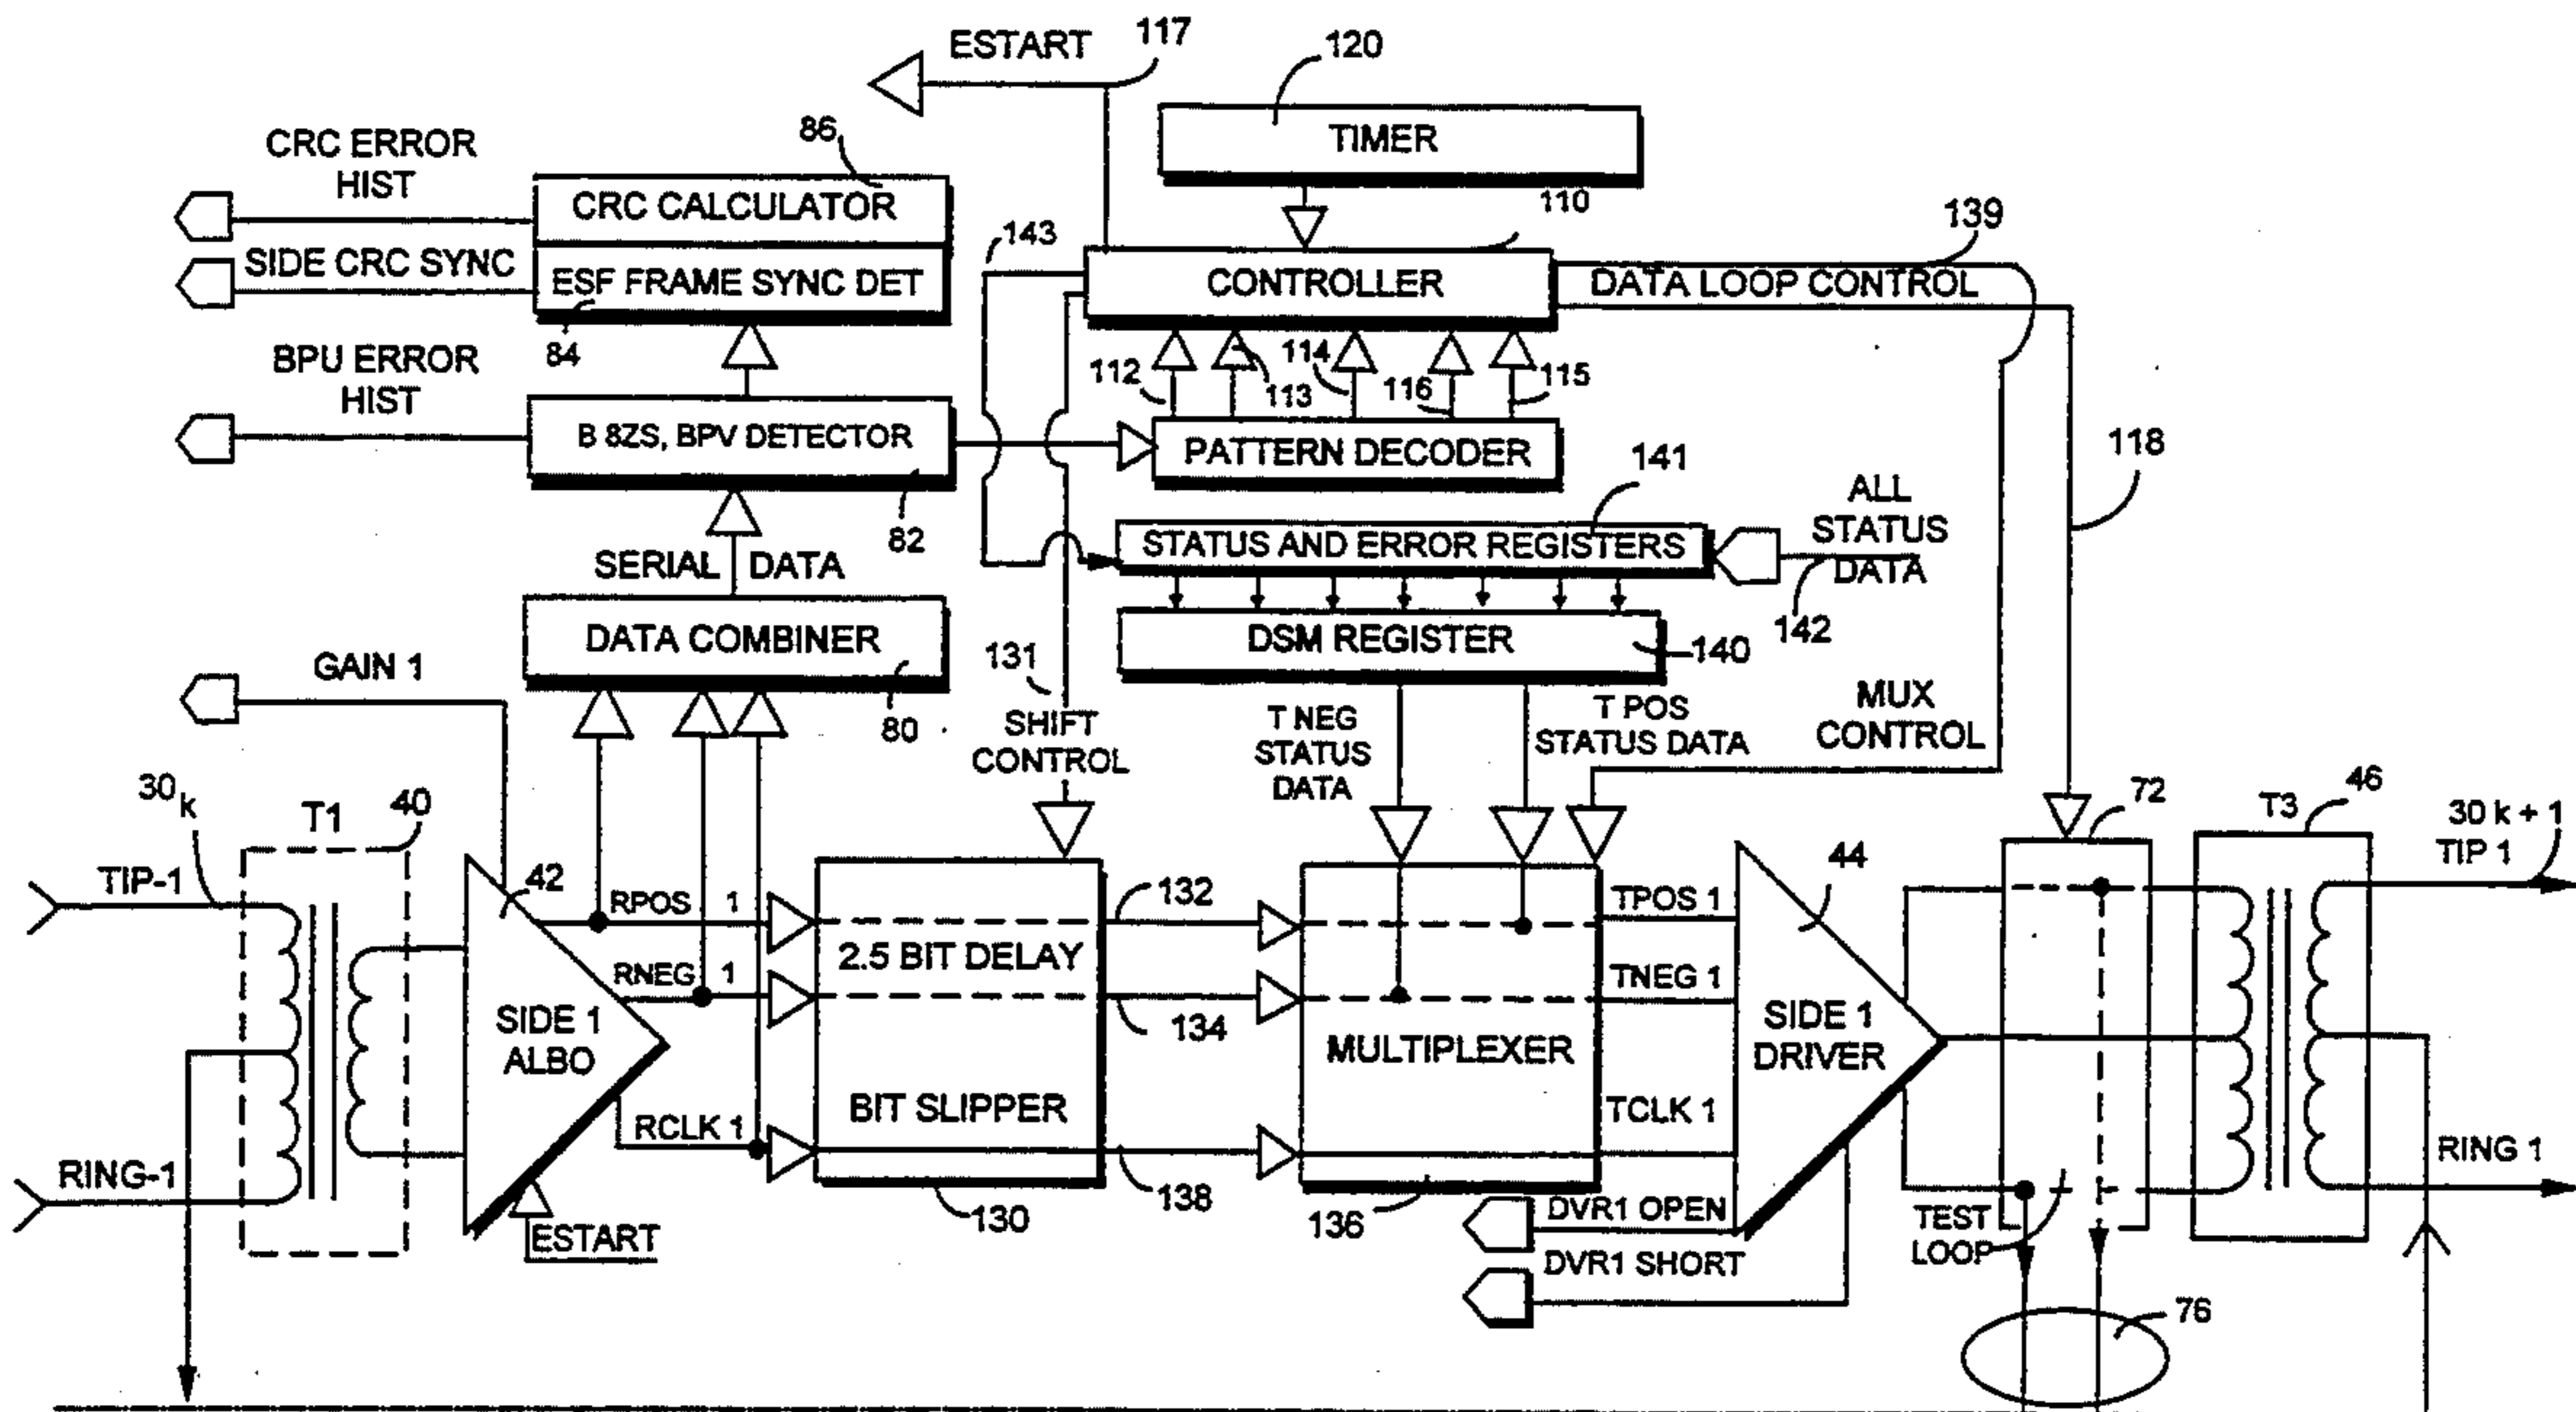 ESTART
117
120
TIMER
CRC ERROR
HIST
86
CRC CALCULATOR
110
139
143
SIDE CRC SYNC
ESF FRAME SYNC DET
CONTROLLER
DATA LOOP CONTROL
84
BPU ERROR
HIST
112
113
114
116
115
118
B 8ZS, BPV DETECTOR
PATTERN DECODER
141
ALL
STATUS
DATA
82
STATUS AND ERROR REGISTERS
SERIAL DATA
142
DATA COMBINER
DSM REGISTER
140
GAIN 1
80
131
SHIFT
CONTROL
T NEG
STATUS
DATA
T POS
STATUS DATA
MUX
CONTROL
30 k
T1
40
42
72
T3
46
30 k + 1
TIP 1
TIP-1
RPOS 1
132
TPOS 1
44
2.5 BIT DELAY
RNEG 1
134
TNEG 1
SIDE 1
ALBO
MULTIPLEXER
SIDE 1
DRIVER
BIT SLIPPER
RCLK 1
TCLK 1
RING-1
138
RING 1
130
136
DVR1 OPEN
TEST
LOOP
ESTART
DVR1 SHORT
76